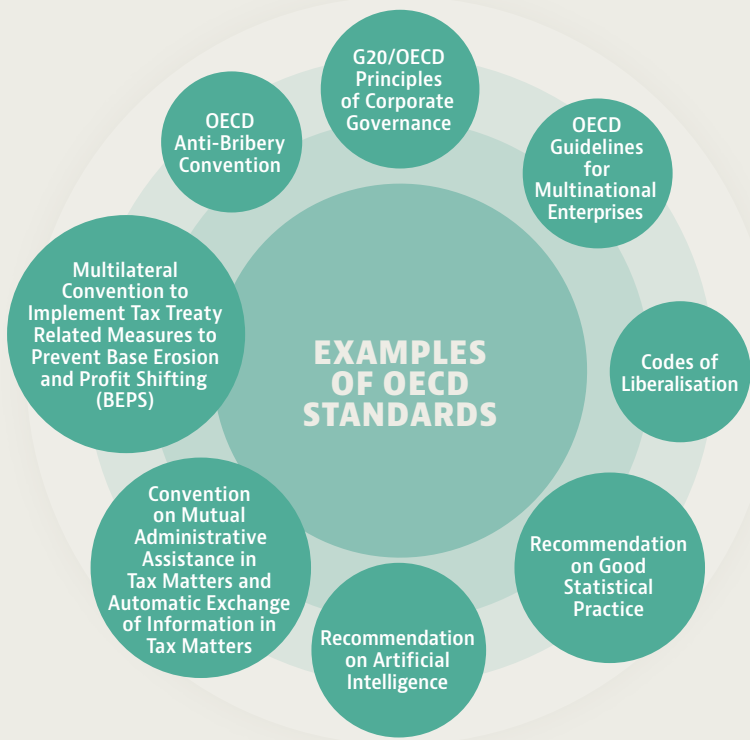 EXAMPLES
OF OECD
STANDARDS
G20/OECD
Principles
of Corporate
Governance
OECD
Guidelines
for
Multinational
Enterprises
Codes of
Liberalisation
Recommendation
on Good
Statistical
Practice
Recommendation
on Artificial
Intelligence
Convention
on Mutual
Administrative
Assistance in
Tax Matters and
Automatic Exchange
of Information in
Tax Matters
Multilateral
Convention to
Implement Tax Treaty
Related Measures to
Prevent Base Erosion
and Profit Shifting
(BEPS)
OECD
Anti-Bribery
Convention